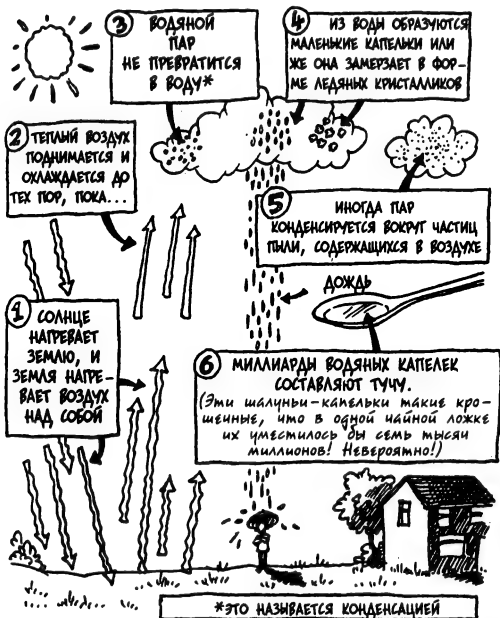 1 СОЛНЦЕ
НАГРЕВАЕТ
ЗЕМЛЮ, И
ЗЕМЛЯ НАГРЕ-
ВАЕТ ВОЗДУХ
НАД СОБОЙ
2 ТЕПЛЫЙ ВОЗДУХ
ПОДНИМАЕТСЯ И
ОХЛАЖДАЕТСЯ ДО
ТЕХ ПОР, ПОКА...
3 ВОДЯНОЙ
ПАР
НЕ ПРЕВРАТИТСЯ
В ВОДУ*
4 ИЗ ВОДЫ ОБРАЗУЮТСЯ
МАЛЕНЬКИЕ КАПЕЛЬКИ ИЛИ
ЖЕ ОНА ЗАМЕРЗАЕТ В ФОР-
МЕ ЛЕДЯНЫХ КРИСТАЛЛИКОВ
5 ИНОГДА ПАР
КОНДЕНСИРУЕТСЯ ВОКРУГ ЧАСТИЦ
ПИЛИ, СОДЕРЖАЩИХСЯ В ВОЗДУХЕ
ДОЖДЬ
6 МИЛЛИАРДЫ ВОДЯНЫХ КАПЕЛЕК
СОСТАВЛЯЮТ ТУЧУ.
(Эти шалуньи-капельки такие кро-
шечные, что в одной чайной ложке
их уместилось бы семь тысяч
миллионов! Невероятно!)
*ЭТО НАЗЫВАЕТСЯ КОНДЕНСАЦИЕЙ